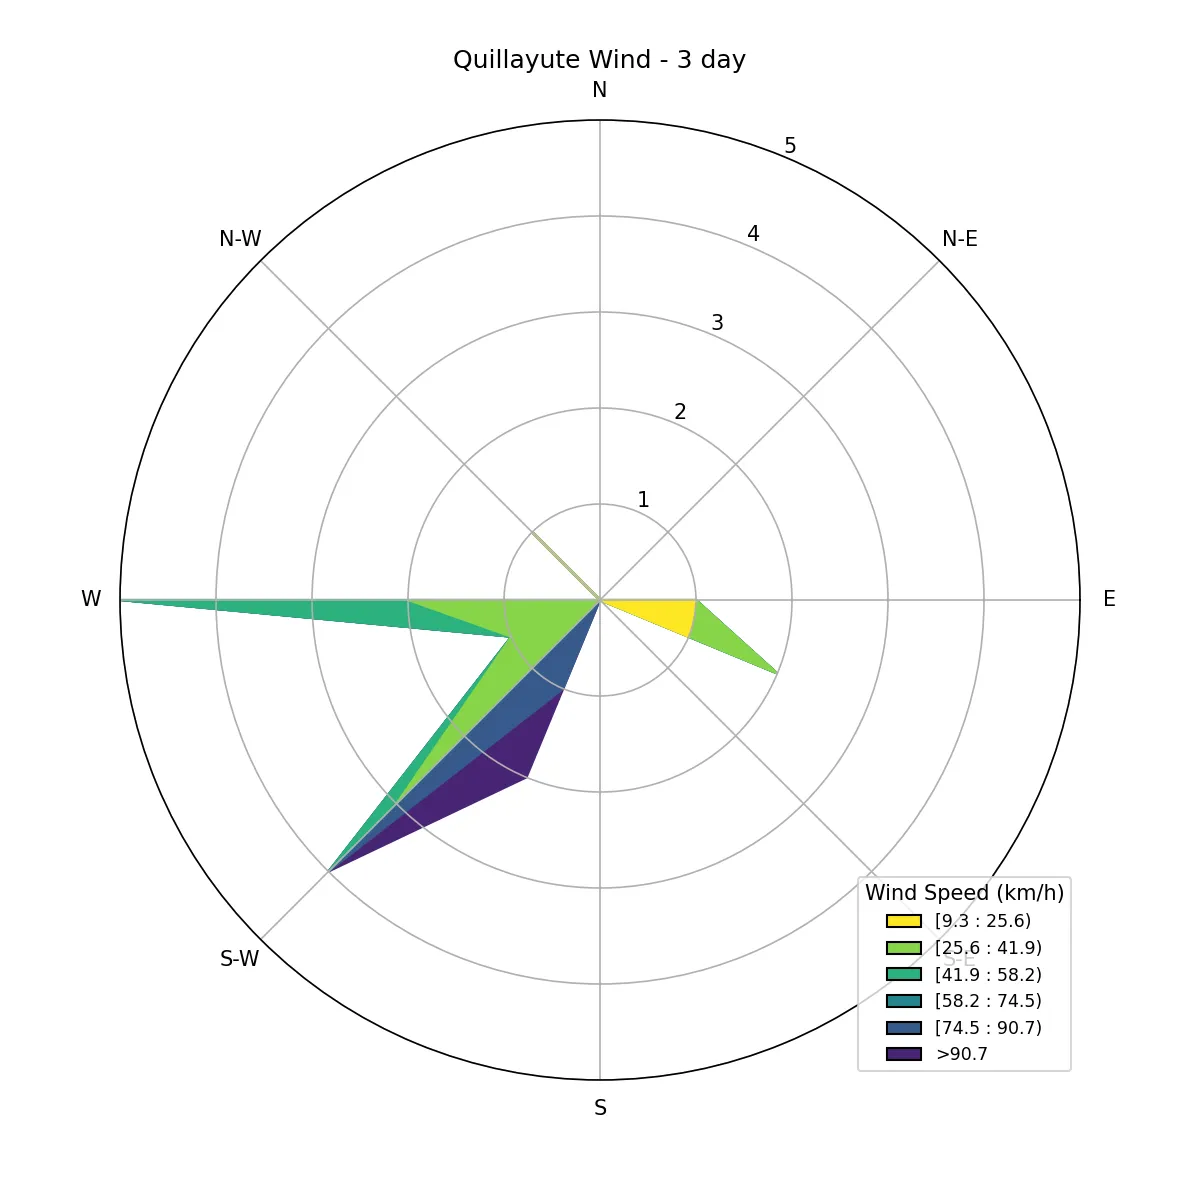 Quillayute Wind - 3 day
N
5
N-W
N-E
4
3
2
1
W
E
S-W
S-E
S
Wind Speed (km/h)
[9.3 : 25.6)
[25.6 : 41.9)
[41.9 : 58.2)
[58.2 : 74.5)
[74.5 : 90.7)
>90.7